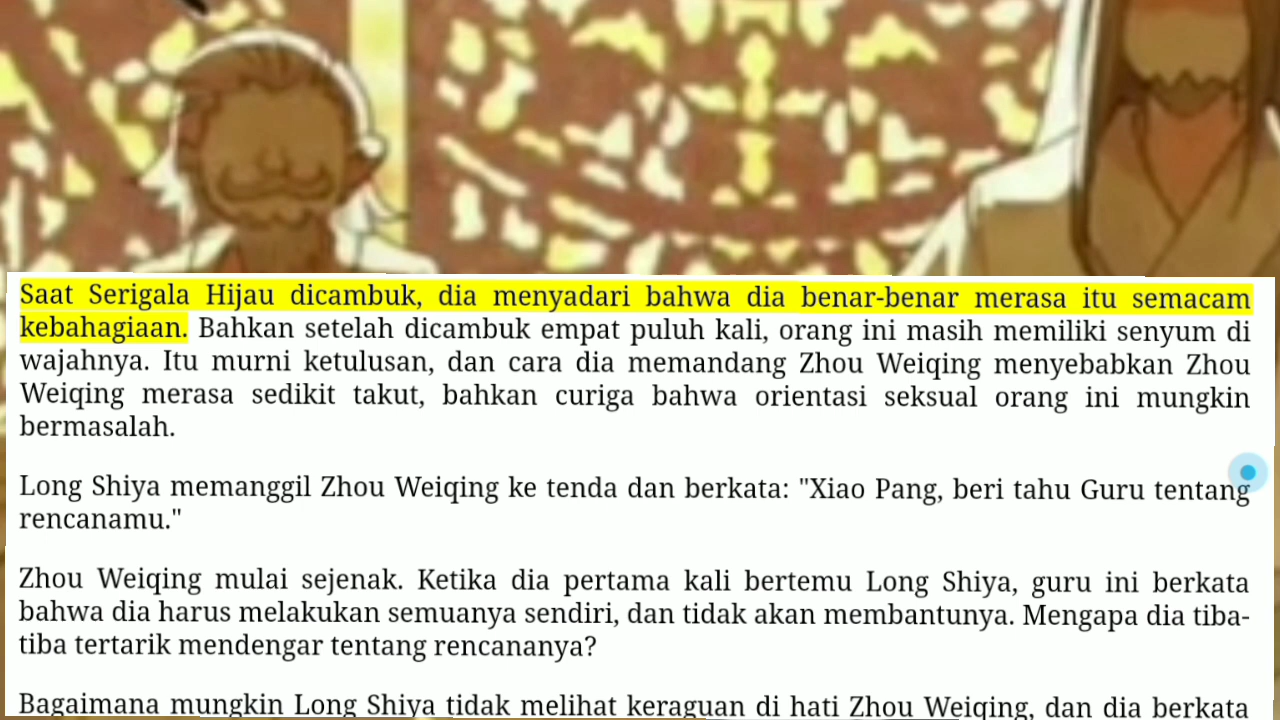 Saat Serigala Hijau dicambuk, dia menyadari bahwa dia benar-benar merasa itu semacam
kebahagiaan. Bahkan setelah dicambuk empat puluh kali, orang ini masih memiliki senyum di
wajahnya. Itu murni ketulusan, dan cara dia memandang Zhou Weiqing menyebabkan Zhou
Weiqing merasa sedikit takut, bahkan curiga bahwa orientasi seksual orang ini mungkin
bermasalah.
Long Shiya memanggil Zhou Weiqing ke tenda dan berkata: "Xiao Pang, beri tahu Guru tentang
rencanamu."
Zhou Weiqing mulai sejenak. Ketika dia pertama kali bertemu Long Shiya, guru ini berkata
bahwa dia harus melakukan semuanya sendiri, dan tidak akan membantunya. Mengapa dia tiba-
tiba tertarik mendengar tentang rencananya?
Bagaimana mungkin Long Shiya tidak melihat keraguan di hati Zhou Weiqing, dan dia berkata